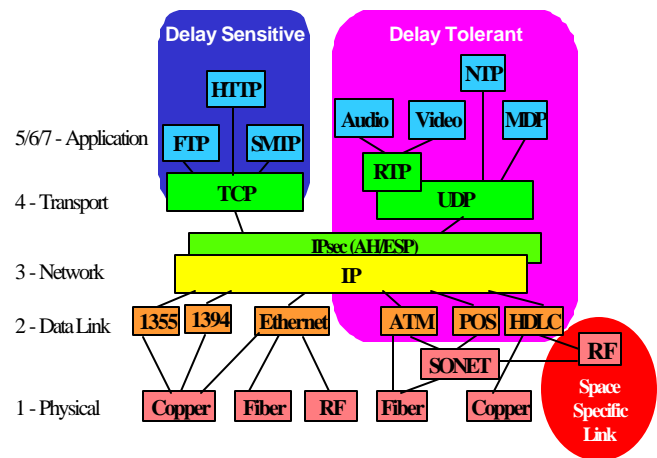 Delay Sensitive
Delay Tolerant
NTP
HTTP
Audio
Video
MDP
5/6/7 - Application
FTP
SMTP
RTP
TCP
UDP
4 - Transport
IPsec (AH/ESP)
3 - Network
IP
2 - Data Link
1355
1394
Ethernet
ATM
POS
HDLC
RF
SONET
1 - Physical
Copper
Fiber
RF
Fiber
Copper
Space
Specific
Link